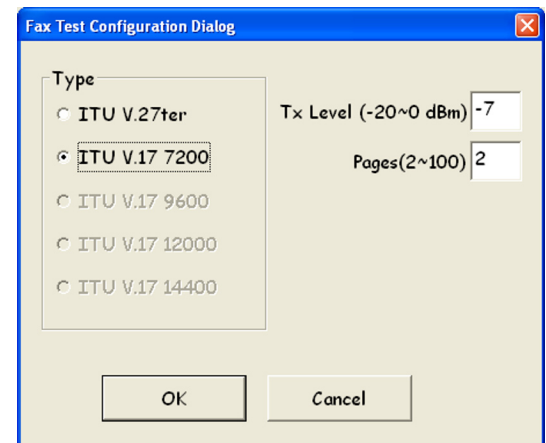 Fax Test Configuration Dialog
Type
ITU V.27ter
ITU V.17 7200
ITU V.17 9600
ITU V.17 12000
ITU V.17 14400
Tx Level (-20~0 dBm) -7
Pages(2~100) 2
OK
Cancel